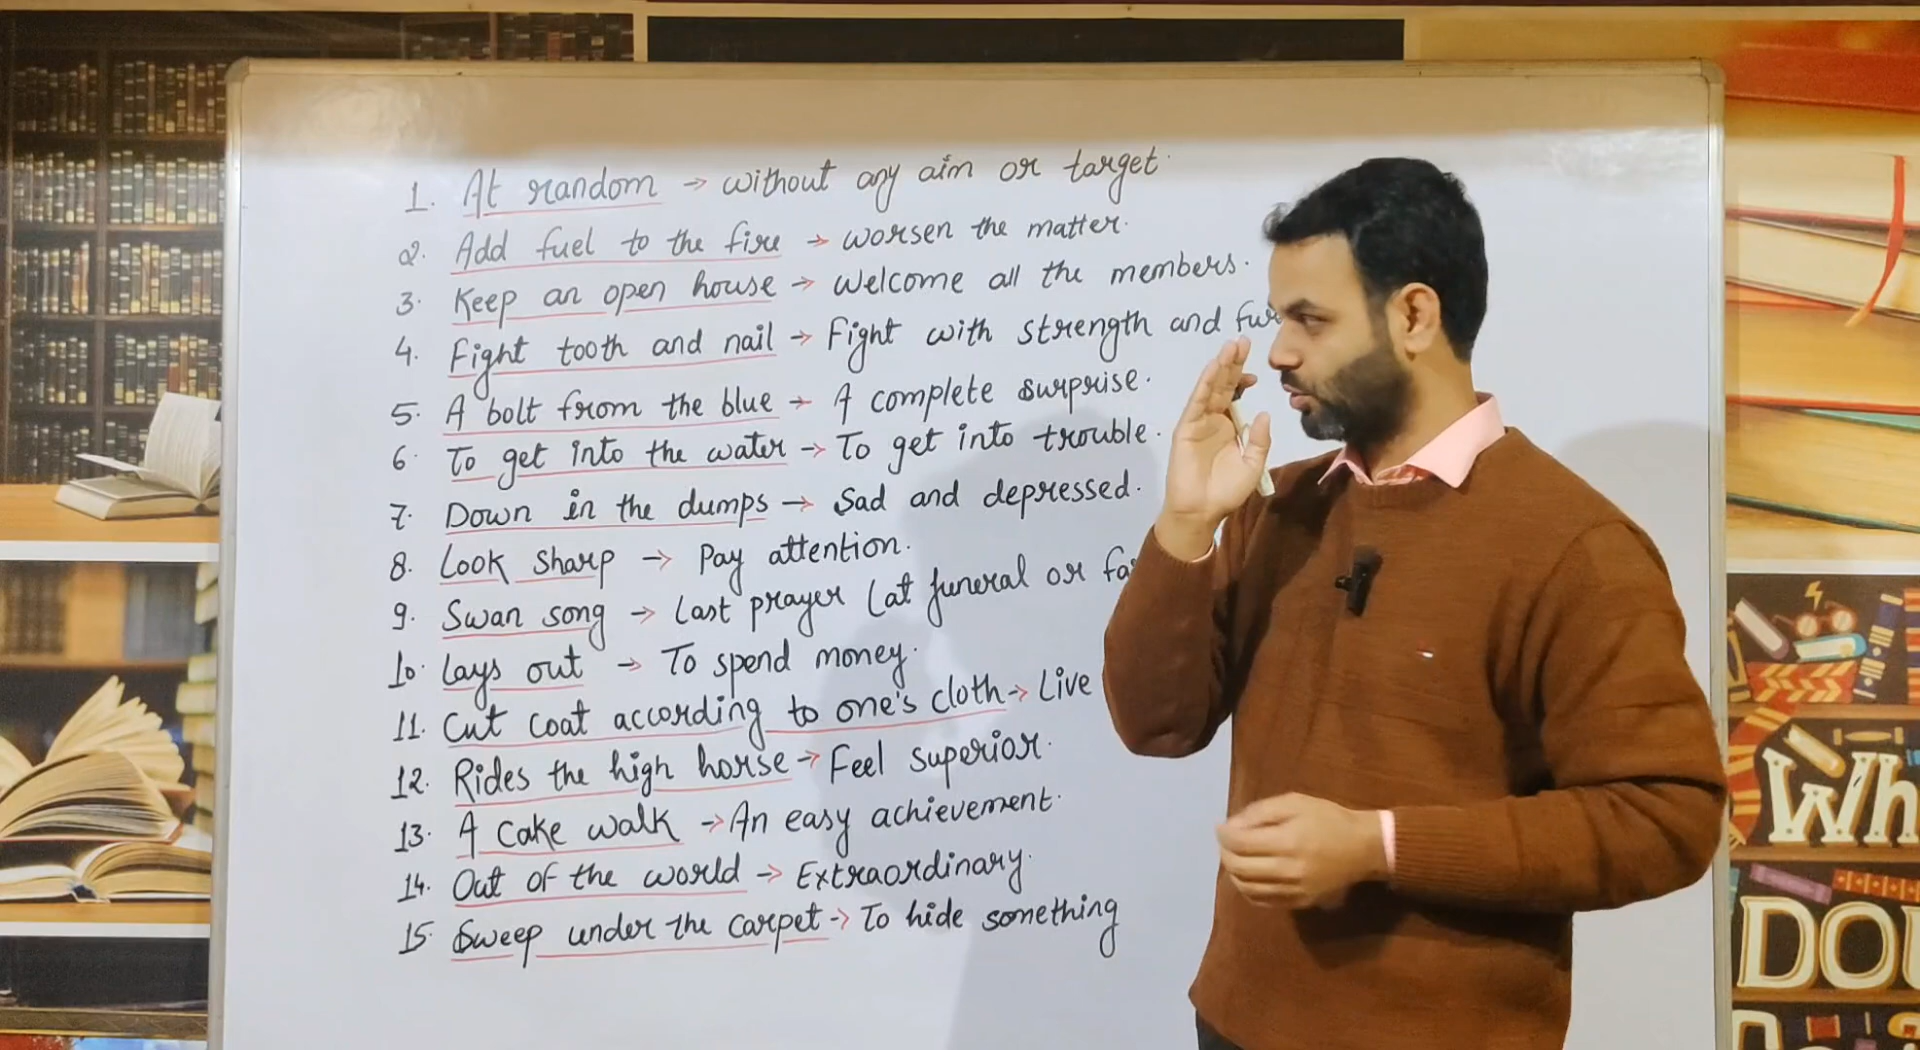 1. At random → without any aim or target.
2. Add fuel to the fire → worsen the matter.
3. Keep an open house → Welcome all the members.
4. Fight tooth and nail → Fight with strength and
5. A bolt from the blue → A complete surprise.
6. To get into the water → To get into trouble.
7. Down in the dumps → Sad and depressed.
8. Look sharp → Pay attention.
9. Swan song → Last prayer (at funeral or
10. Lays out → To spend money.
11. Cut coat according to one's cloth → Live
12. Rides the high horse → Feel superior.
13. A cake walk → An easy achievement.
14. Out of the world → Extraordinary.
15. Sweep under the carpet → To hide something
Wh
DOU